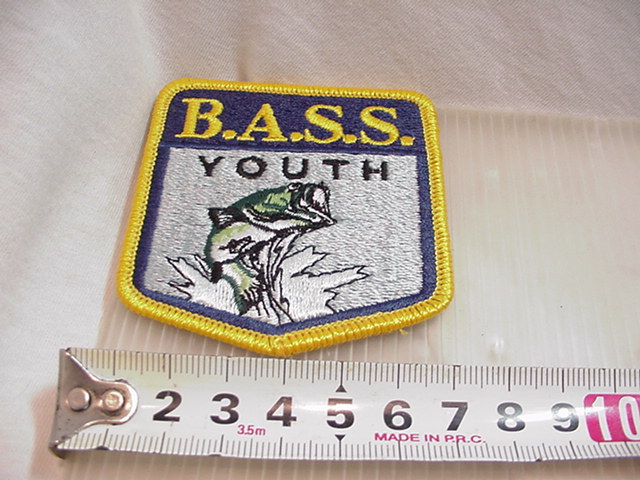 B.A.S.S.
YOUTH
2 3 4 5 6 7 8 9 10
3.5m
MADE IN P.R.C.